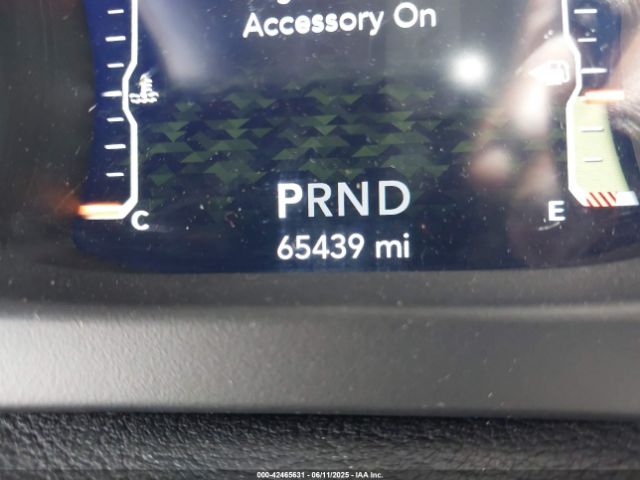 Accessory On
PRND
C
E
65439 mi
000-42465631 - 06/11/2025 - IAA Inc.